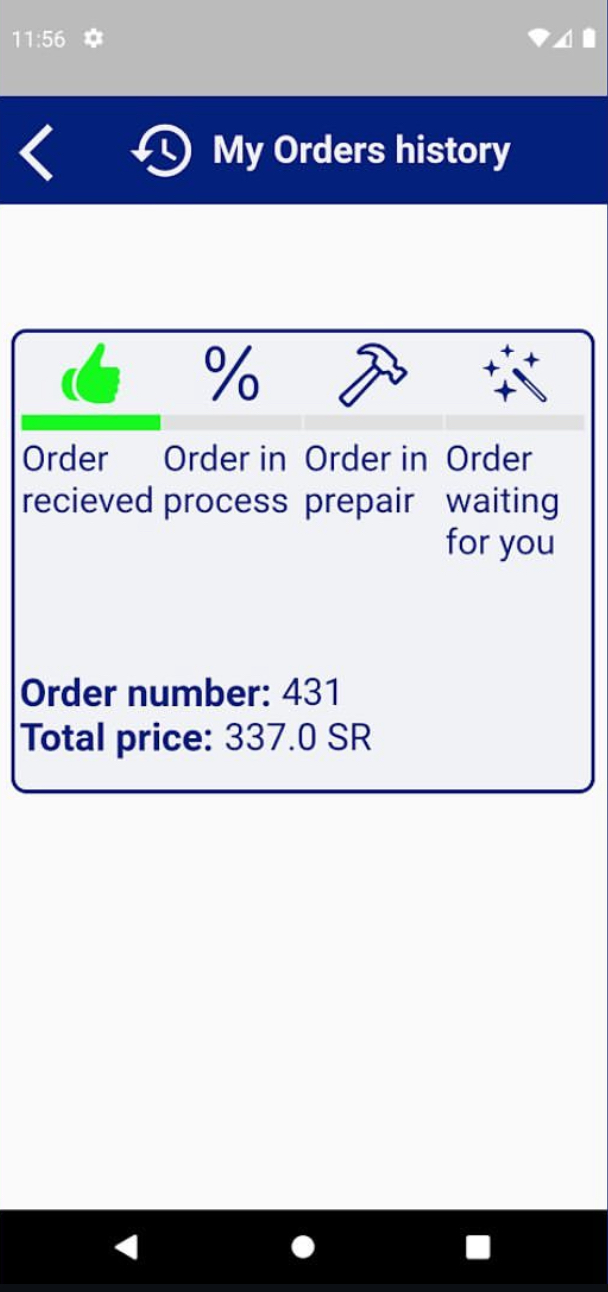 11:56
My Orders history
%
Order recieved
Order in process
Order in prepair
Order waiting for you
Order number: 431
Total price: 337.0 SR